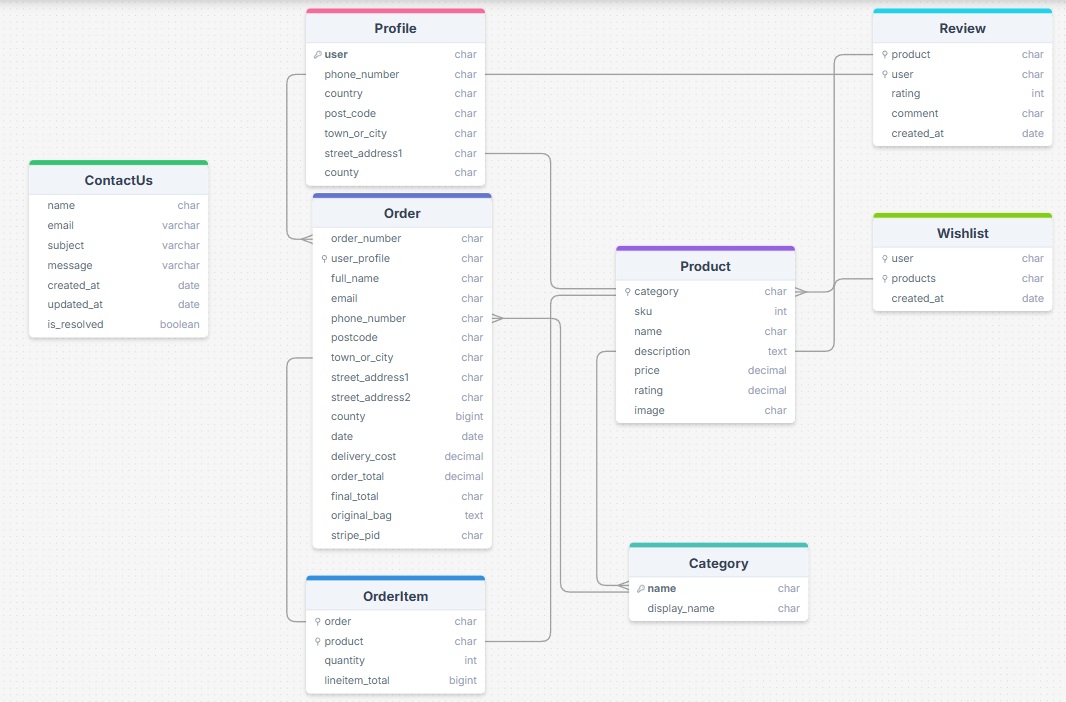 Profile
user char
phone_number char
country char
post_code char
town_or_city char
street_address1 char
county char
Review
product char
user char
rating int
comment char
created_at date
ContactUs
name char
email varchar
subject varchar
message varchar
created_at date
updated_at date
is_resolved boolean
Order
order_number char
user_profile char
full_name char
email char
phone_number char
postcode char
town_or_city char
street_address1 char
street_address2 char
county bigint
date date
delivery_cost decimal
order_total decimal
final_total char
original_bag text
stripe_pid char
Product
category char
sku int
name char
description text
price decimal
rating decimal
image char
Wishlist
user char
products char
created_at date
OrderItem
order char
product char
quantity int
lineitem_total bigint
Category
name char
display_name char